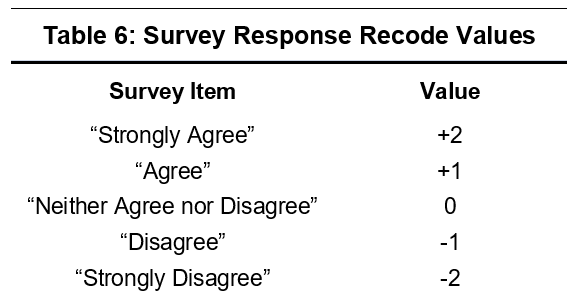 Table 6: Survey Response Recode Values
Survey Item Value
“Strongly Agree” +2
“Agree” +1
“Neither Agree nor Disagree” 0
“Disagree” -1
“Strongly Disagree” -2